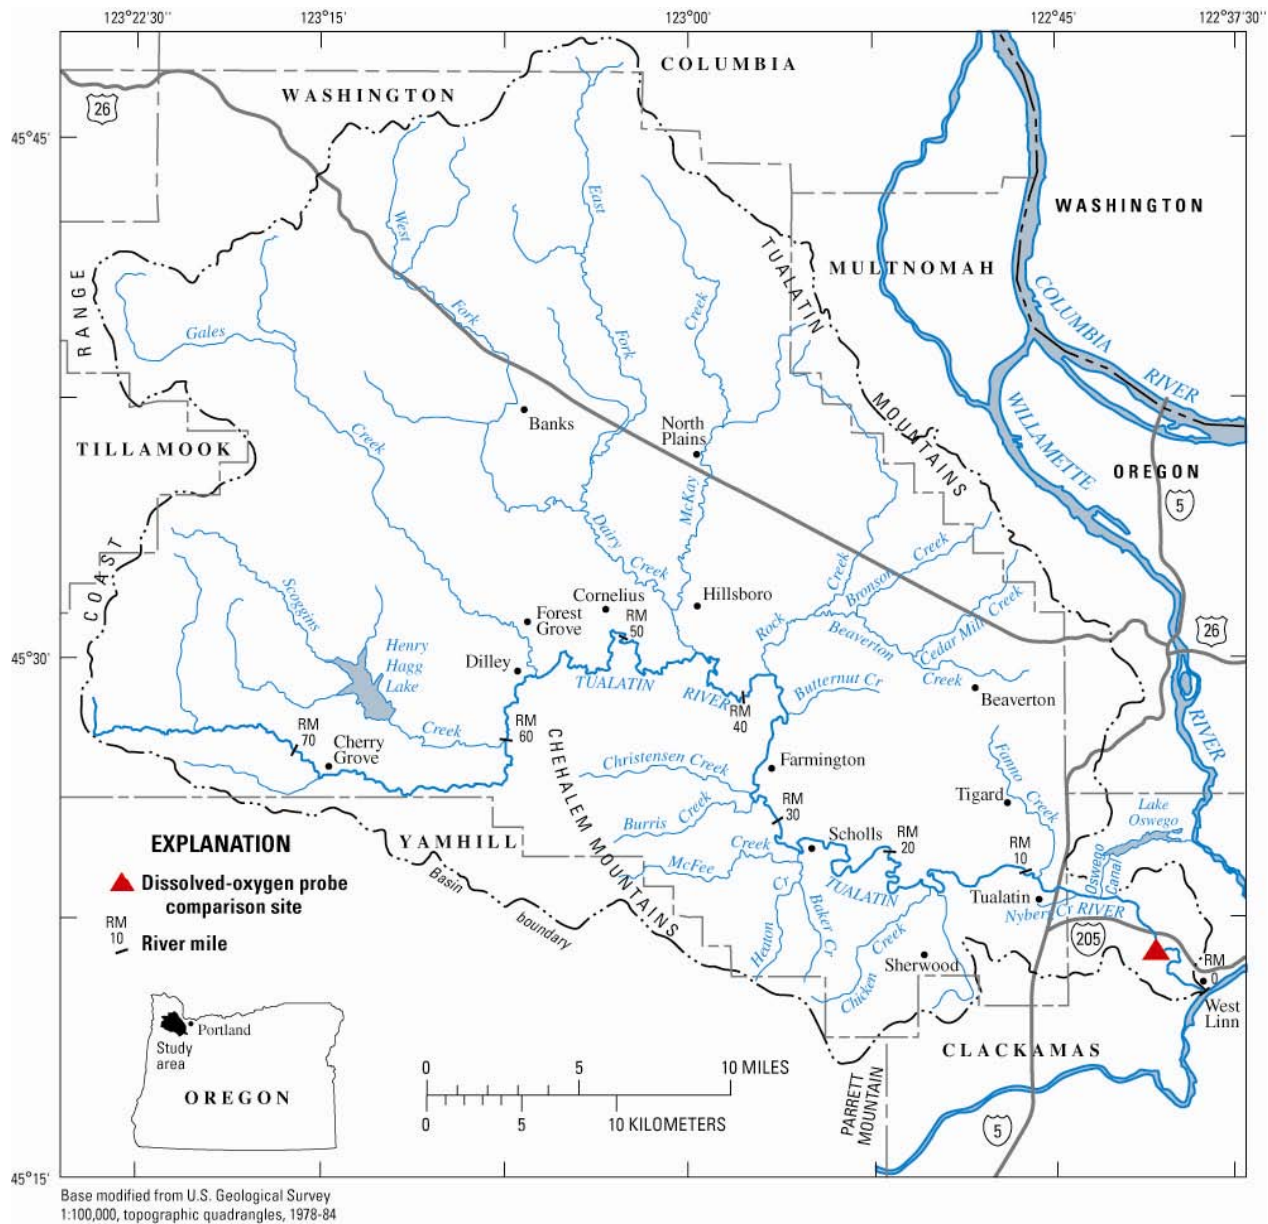 123°22'30"
123°15'
123°00'
122°45'
122°37'30"
COLUMBIA
WASHINGTON
26
45°45'
East
West
WASHINGTON
TUALATIN
MULTNOMAH
RANGE
COLUMBIA
Creek
Fork
Gales
Fork
RIVER
MOUNTAINS
WILLAMETTE
Banks
North
Plains
Creek
TILLAMOOK
OREGON
5
McKay
Dairy
Creek
Creek
Bronson
Creek
COAST
Scoggins
Cornelius
Hillsboro
RM
50
Forest
Grove
Rock
Cedar Mill Creek
Beaverton
Creek
26
45°30'
Henry
Hagg
Lake
Dilley
TUALATIN
RIVER
Butternut Cr
Beaverton
RM
40
RM
70
Creek
RM
60
RIVER
Cherry
Grove
CHEHALEM MOUNTAINS
Christensen Creek
Farmington
Fanno
Creek
Tigard
Lake
Oswego
RM
30
Burris
Creek
Scholls
RM
20
RM
10
YAMHILL
Creek
McFee
Oswego
Canal
EXPLANATION
Dissolved-oxygen probe
comparison site
RM
10
River mile
Basin
boundary
Cr
Heaton
Baker Cr
TUALATIN
Tualatin
Nyberg Cr
RIVER
Creek
Chicken
Sherwood
205
RM
0
West
Linn
Portland
Study
area
OREGON
CLACKAMAS
0
5
10 MILES
0
5
10 KILOMETERS
PARRETT
MOUNTAIN
5
45°15'
Base modified from U.S. Geological Survey
1:100,000, topographic quadrangles, 1978-84